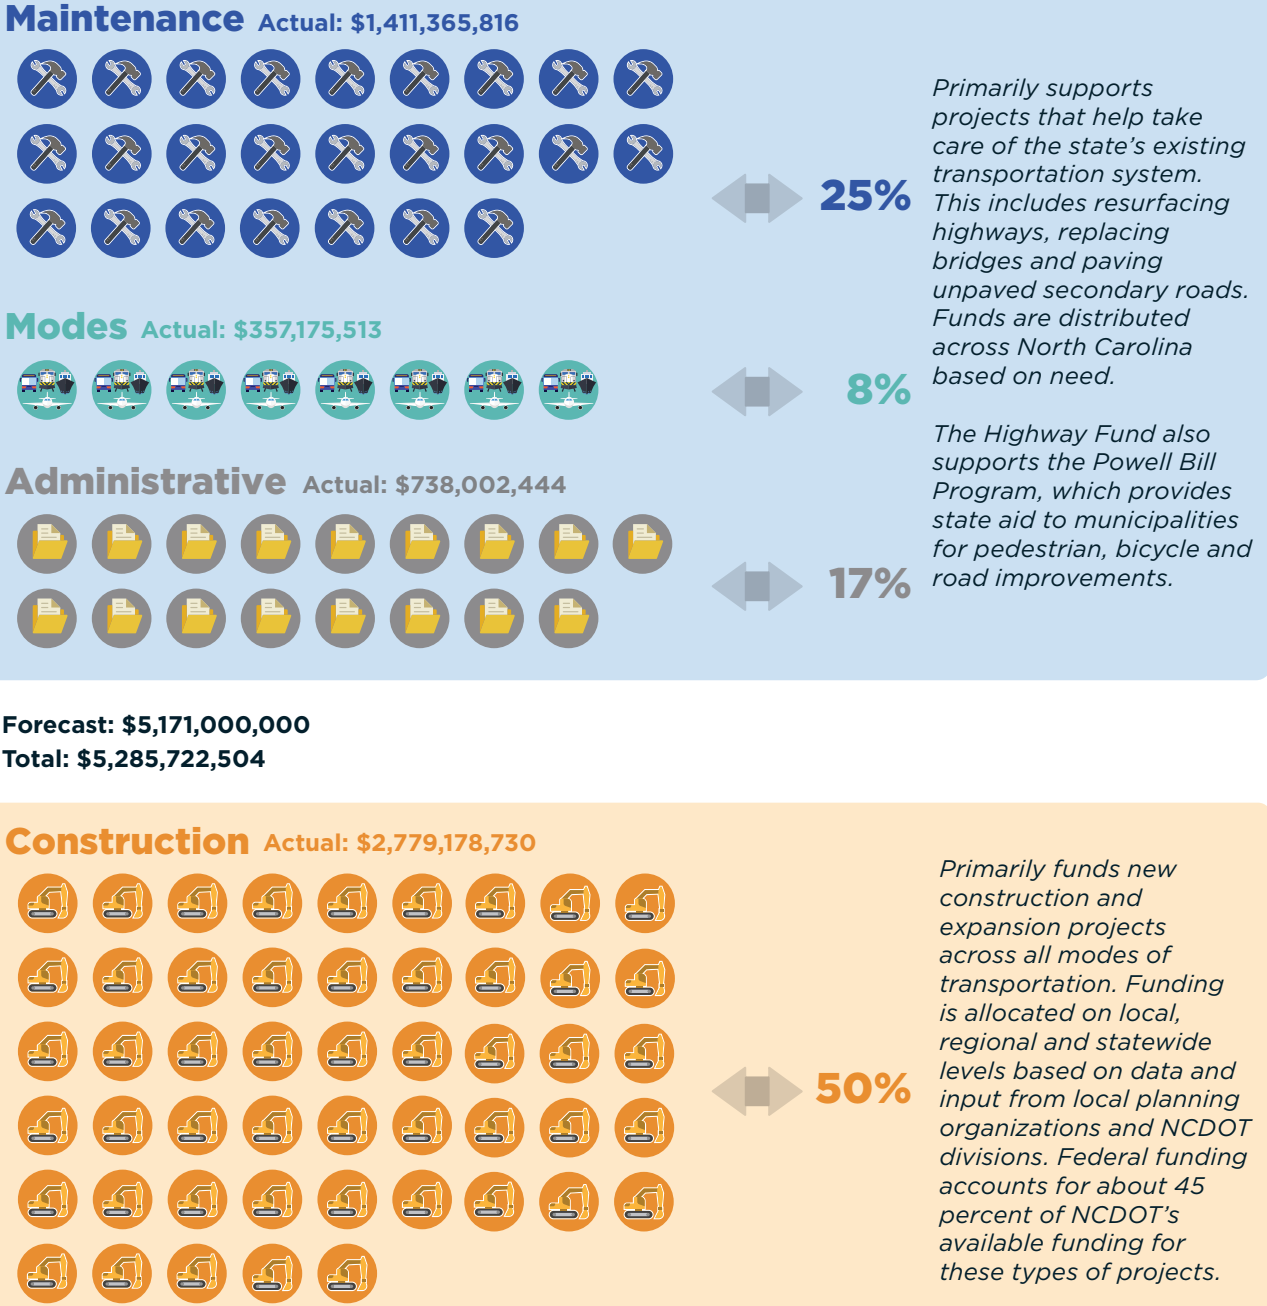 Maintenance Actual: $1,411,365,816
25%
Primarily supports
projects that help take
care of the state's existing
transportation system.
This includes resurfacing
highways, replacing
bridges and paving
unpaved secondary roads.
Funds are distributed
across North Carolina
based on need.
Modes Actual: $357,175,513
8%
Administrative Actual: $738,002,444
17%
The Highway Fund also
supports the Powell Bill
Program, which provides
state aid to municipalities
for pedestrian, bicycle and
road improvements.
Forecast: $5,171,000,000
Total: $5,285,722,504
Construction Actual: $2,779,178,730
50%
Primarily funds new
construction and
expansion projects
across all modes of
transportation. Funding
is allocated on local,
regional and statewide
levels based on data and
input from local planning
organizations and NCDOT
divisions. Federal funding
accounts for about 45
percent of NCDOT's
available funding for
these types of projects.